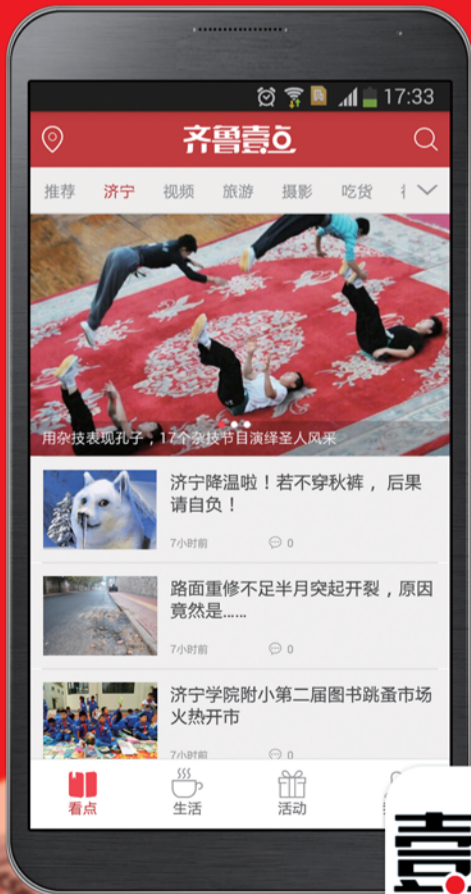 17:33
齐鲁壹点
推荐 济宁 视频 旅游 摄影 吃货
用杂技表现孔子，17个杂技节目演绎圣人风采
济宁降温啦！若不穿秋裤，后果
请自负！
7小时前 0
路面重修不足半月突起开裂，原因
竟然是......
7小时前 0
济宁学院附小第二届图书跳蚤市场
火热开市
7小时前 0
看点 生活 活动
壹